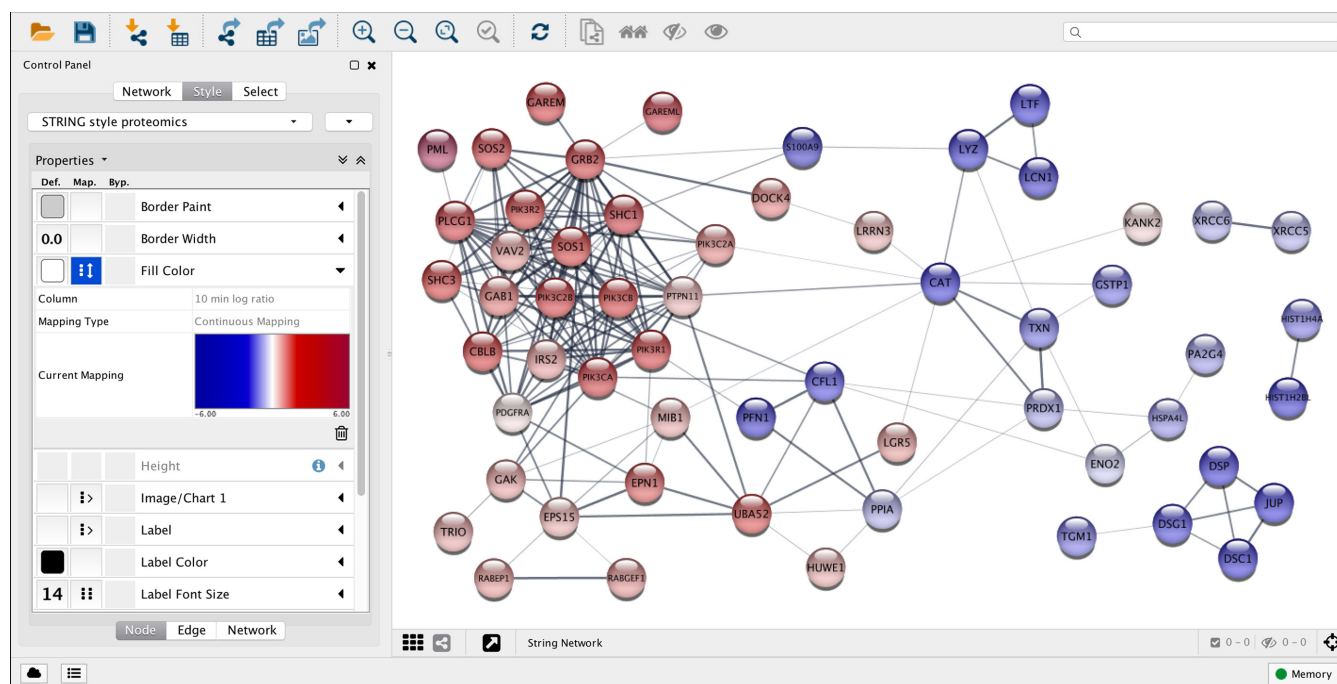 Control Panel
Network Style Select
STRING style proteomics
Properties
Def. Map. Byp.
Border Paint
0.0 Border Width
Fill Color
Column 10 min log ratio
Mapping Type Continuous Mapping
Current Mapping
-6.00 6.00
Height
Image/Chart 1
Label
Label Color
14 Label Font Size
Node Edge Network
GAREM
GAREML
LTF
PML
SOS2
GRB2
S100A9
LYZ
LCN1
PLCG1
PIK3R2
SHC1
DOCK4
LRRN3
KANK2
XRCC6
XRCC5
VAV2
SOS1
PIK3C2A
SHC3
GAB1
PIK3C2B
PIK3CB
PTPN11
CAT
GSTP1
TXN
HIST1H4A
CBLB
IRS2
PIK3R1
PIK3CA
CFL1
PA2G4
PDGFRA
MIB1
PFN1
PRDX1
HSPA4L
HIST1H2BL
LGR5
ENO2
GAK
EPN1
DSP
TRIO
EPS15
UBA52
PPIA
JUP
DSG1
TGM1
DSC1
RABEP1
RABGEF1
HUWE1
String Network
0 - 0 0 - 0
Memory